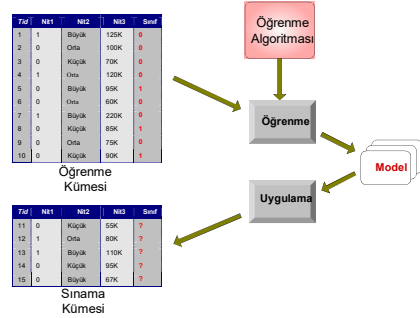 Tid Nit1 Nit2 Nit3 Sınıf
1 1 Büyük 125K 0
2 0 Orta 100K 0
3 0 Küçük 70K 0
4 1 Orta 120K 0
5 0 Büyük 95K 1
6 0 Orta 60K 0
7 1 Büyük 220K 0
8 0 Küçük 85K 1
9 0 Orta 75K 0
10 0 Küçük 90K 1
Öğrenme
Kümesi
Öğrenme
Algoritması
Öğrenme
Model
Uygulama
Tid Nit1 Nit2 Nit3 Sınıf
11 0 Küçük 55K ?
12 1 Orta 80K ?
13 1 Büyük 110K ?
14 0 Küçük 95K ?
15 0 Büyük 67K ?
Sınama
Kümesi